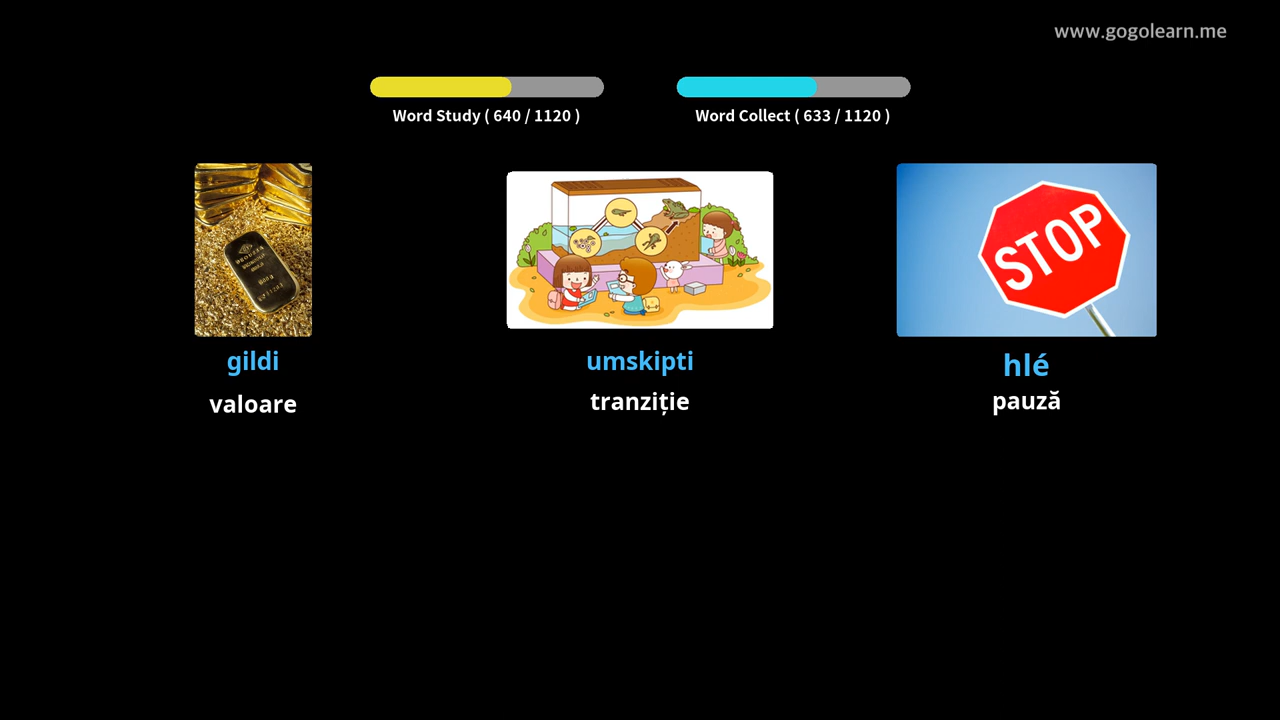 www.gogolearn.me
Word Study ( 640 / 1120 )
Word Collect ( 633 / 1120 )
STOP
gildi
umskipti
hlé
valoare
tranziție
pauză